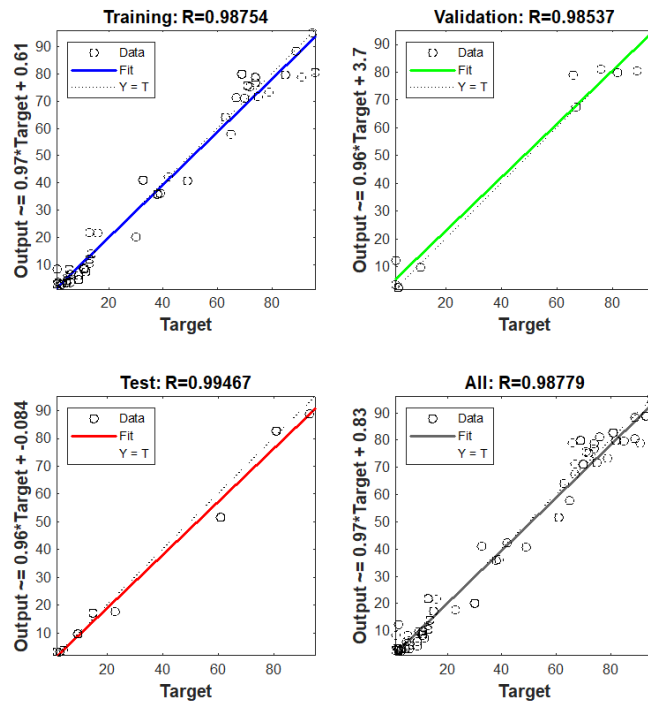 Training: R=0.98754
Output ~= 0.97*Target + 0.61
90
80
70
60
50
40
30
20
10
Data
Fit
Y = T
20
40
60
80
Target
Validation: R=0.98537
Output ~= 0.96*Target + 3.7
90
80
70
60
50
40
30
20
10
Data
Fit
Y = T
20
40
60
80
Target
Test: R=0.99467
Output ~= 0.96*Target + -0.084
90
80
70
60
50
40
30
20
10
Data
Fit
Y = T
20
40
60
80
Target
All: R=0.98779
Output ~= 0.97*Target + 0.83
90
80
70
60
50
40
30
20
10
Data
Fit
Y = T
20
40
60
80
Target